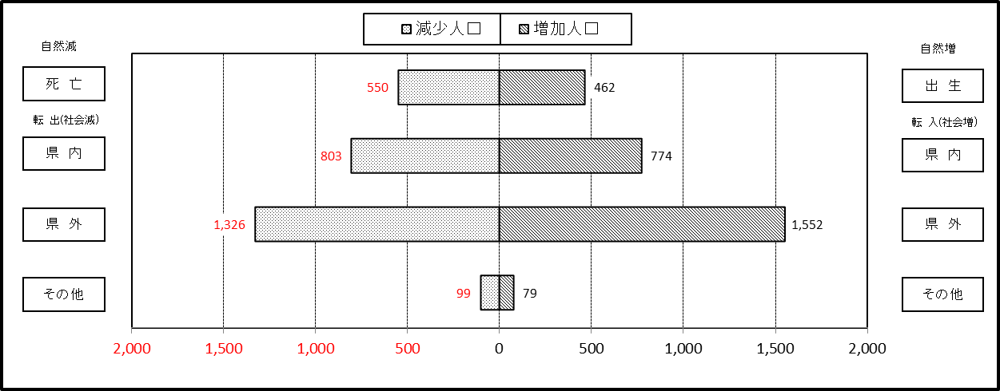 減少人口 増加人口
自然減 自然増
死 亡 550 462 出 生
転 出(社会減) 転 入(社会増)
県 内 803 774 県 内
県 外 1,326 1,552 県 外
その他 99 79 その他
2,000 1,500 1,000 500 0 500 1,000 1,500 2,000